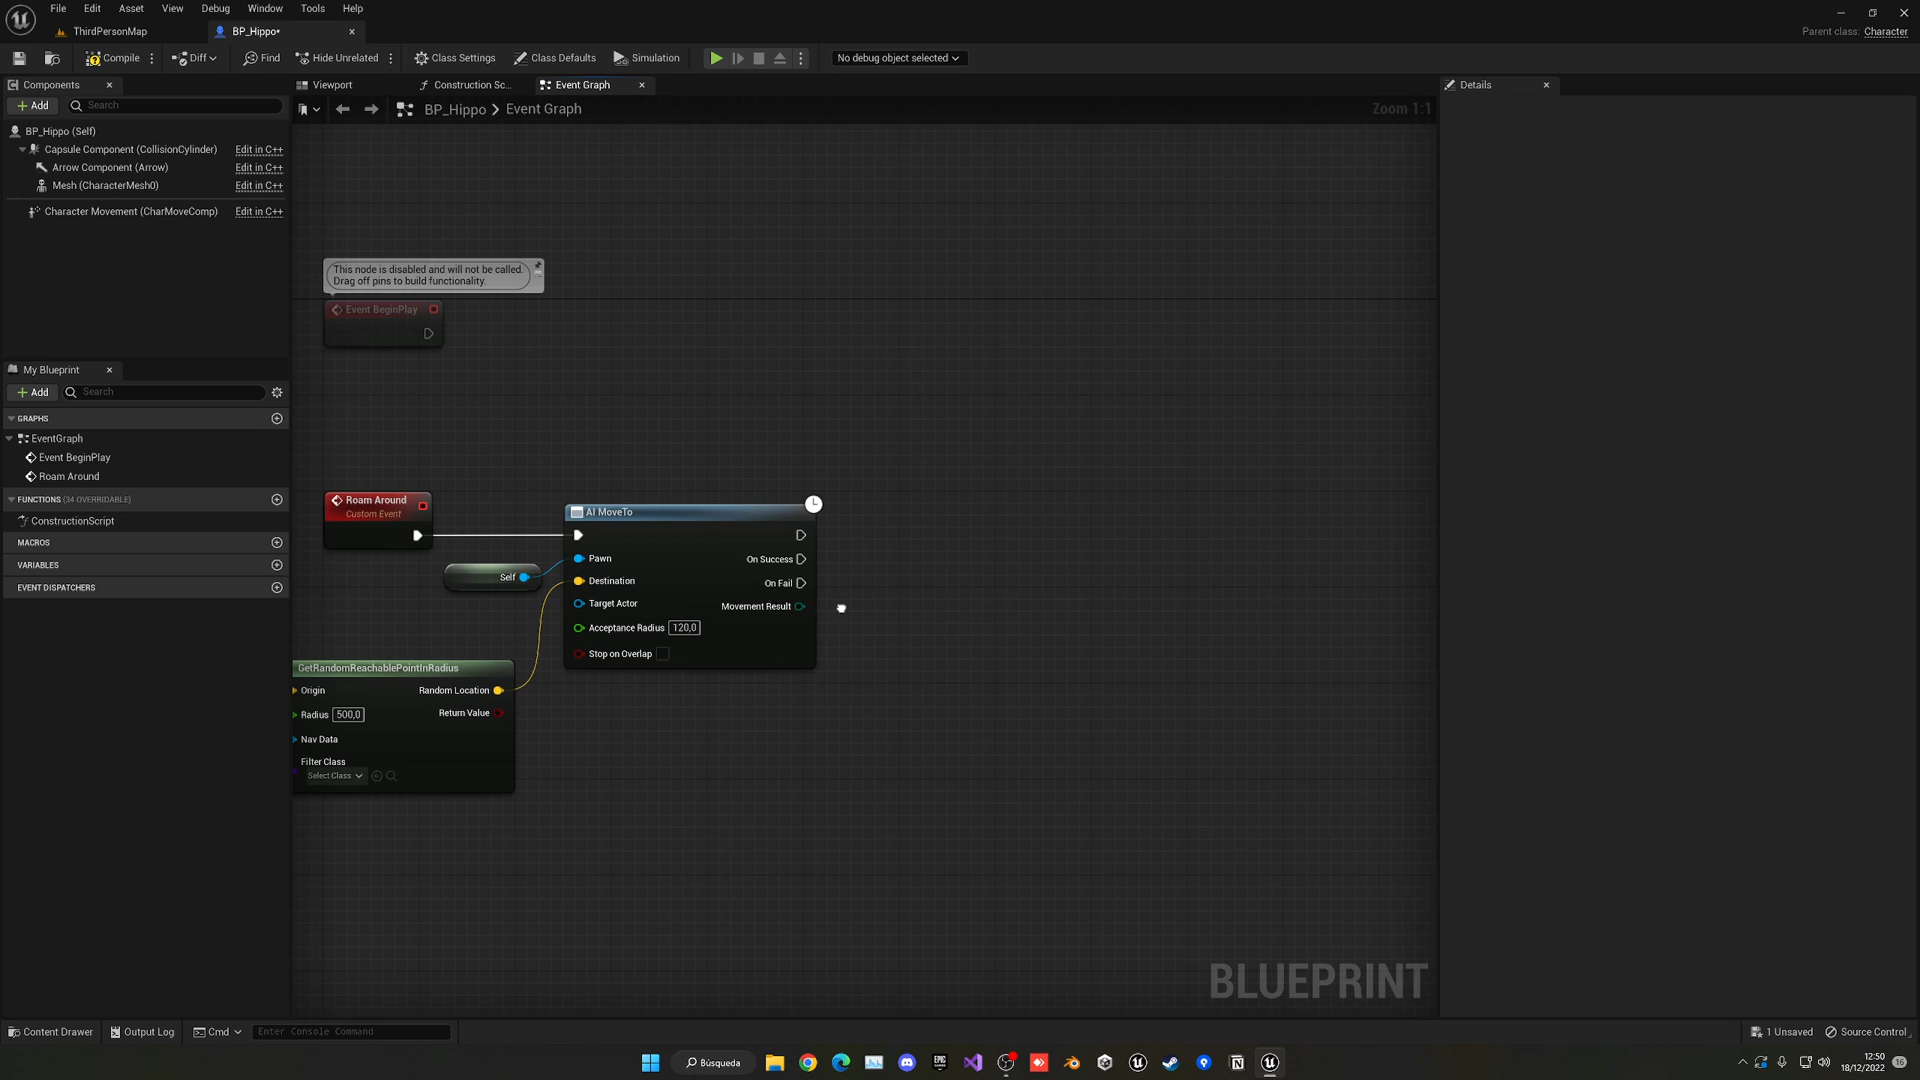 File Edit Asset View Debug Window Tools Help
ThirdPersonMap
BP_Hippo*
Parent class: Character
Compile
Diff
Find
Hide Unrelated
Class Settings
Class Defaults
Simulation
No debug object selected
Components
Viewport
Construction Sc...
Event Graph
Details
+ Add
Search
BP_Hippo > Event Graph
Zoom 1:1
BP_Hippo (Self)
Capsule Component (CollisionCylinder) Edit in C++
Arrow Component (Arrow) Edit in C++
Mesh (CharacterMesh0) Edit in C++
Character Movement (CharMoveComp) Edit in C++
This node is disabled and will not be called.
Drag off pins to build functionality.
Event BeginPlay
My Blueprint
+ Add
Search
GRAPHS
EventGraph
Event BeginPlay
Roam Around
FUNCTIONS (34 OVERRIDABLE)
ConstructionScript
MACROS
VARIABLES
EVENT DISPATCHERS
Roam Around
Custom Event
AI MoveTo
Pawn
On Success
Self
Destination
On Fail
Target Actor
Movement Result
Acceptance Radius 120,0
Stop on Overlap
GetRandomReachablePointInRadius
Origin
Random Location
Radius 500,0
Return Value
Nav Data
Filter Class
Select Class
BLUEPRINT
Content Drawer
Output Log
Cmd
Enter Console Command
1 Unsaved
Source Control
Búsqueda
EPIC
GAMES
12:50
18/12/2022
16